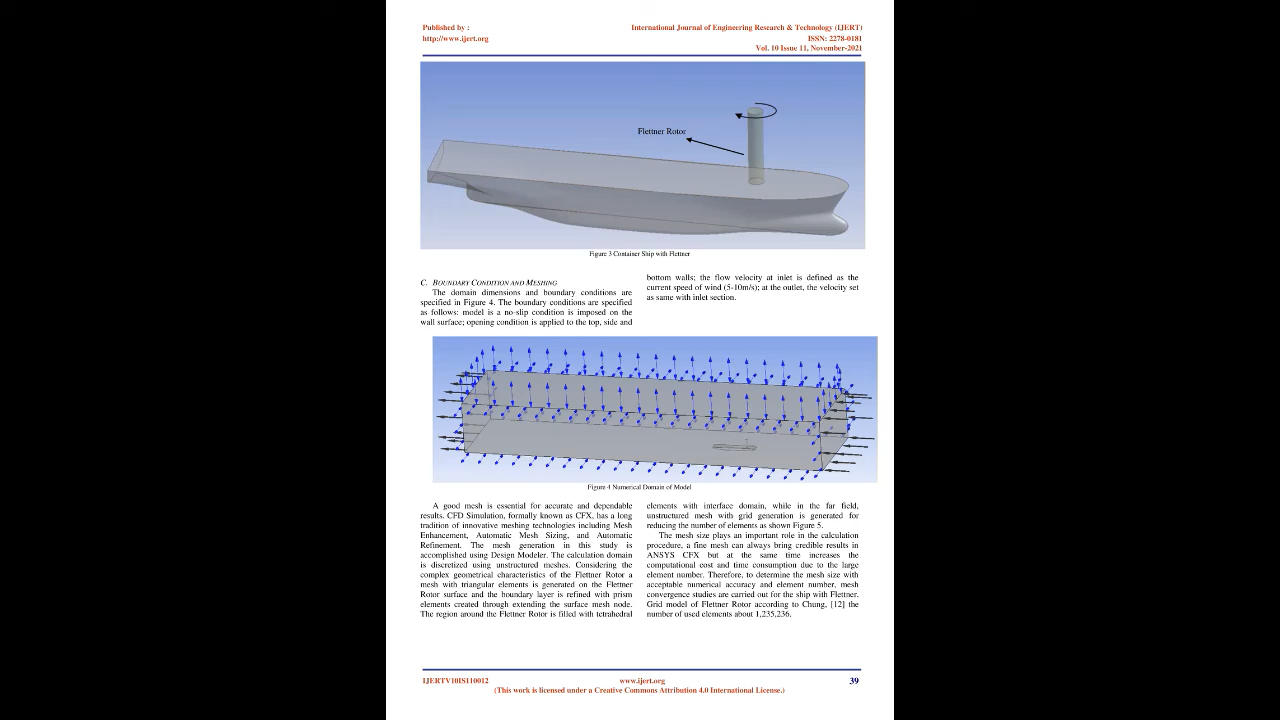 Published by :
http://www.ijert.org
International Journal of Engineering Research & Technology (IJERT)
ISSN: 2278-0181
Vol. 10 Issue 11, November-2021
Flettner Rotor
Figure 3 Container Ship with Flettner
C. BOUNDARY CONDITION AND MESHING
The domain dimensions and boundary conditions are
specified in Figure 4. The boundary conditions are specified
as follows: model is a no-slip condition is imposed on the
wall surface; opening condition is applied to the top, side and
bottom walls; the flow velocity at inlet is defined as the
current speed of wind (5-10m/s); at the outlet, the velocity set
as same with inlet section.
Figure 4 Numerical Domain of Model
A good mesh is essential for accurate and dependable
results. CFD Simulation, formally known as CFX, has a long
tradition of innovative meshing technologies including Mesh
Enhancement, Automatic Mesh Sizing, and Automatic
Refinement. The mesh generation in this study is
accomplished using Design Modeler. The calculation domain
is discretized using unstructured meshes. Considering the
complex geometrical characteristics of the Flettner Rotor a
mesh with triangular elements is generated on the Flettner
Rotor surface and the boundary layer is refined with prism
elements created through extending the surface mesh node.
The region around the Flettner Rotor is filled with tetrahedral
elements with interface domain, while in the far field,
unstructured mesh with grid generation is generated for
reducing the number of elements as shown Figure 5.
The mesh size plays an important role in the calculation
procedure, a fine mesh can always bring credible results in
ANSYS CFX but at the same time increases the
computational cost and time consumption due to the large
element number. Therefore, to determine the mesh size with
acceptable numerical accuracy and element number, mesh
convergence studies are carried out for the ship with Flettner.
Grid model of Flettner Rotor according to Chung, [12] the
number of used elements about 1,235,236.
IJERTV10IS110012
www.ijert.org
39
(This work is licensed under a Creative Commons Attribution 4.0 International License.)